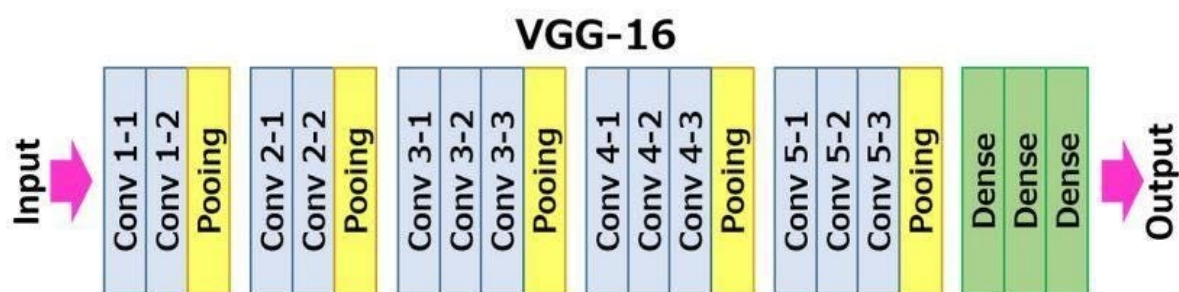 VGG-16
Input
Conv 1-1
Conv 1-2
Pooing
Conv 2-1
Conv 2-2
Pooing
Conv 3-1
Conv 3-2
Conv 3-3
Pooing
Conv 4-1
Conv 4-2
Conv 4-3
Pooing
Conv 5-1
Conv 5-2
Conv 5-3
Pooing
Dense
Dense
Dense
Output